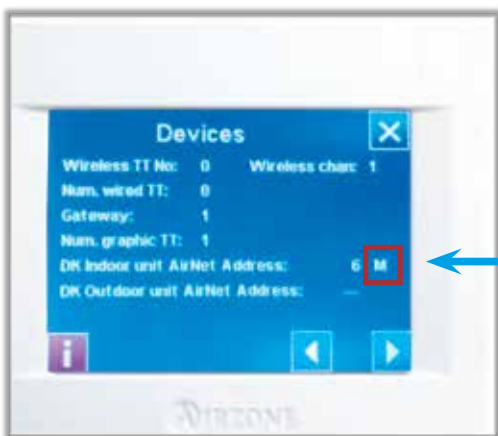 Devices
Wireless TT No: 0 Wireless chan: 1
Num. wired TT: 0
Gateway: 1
Num. graphic TT: 1
DK Indoor unit AirNet Address: 6 M
DK Outdoor unit AirNet Address: —
i
AIRZONE